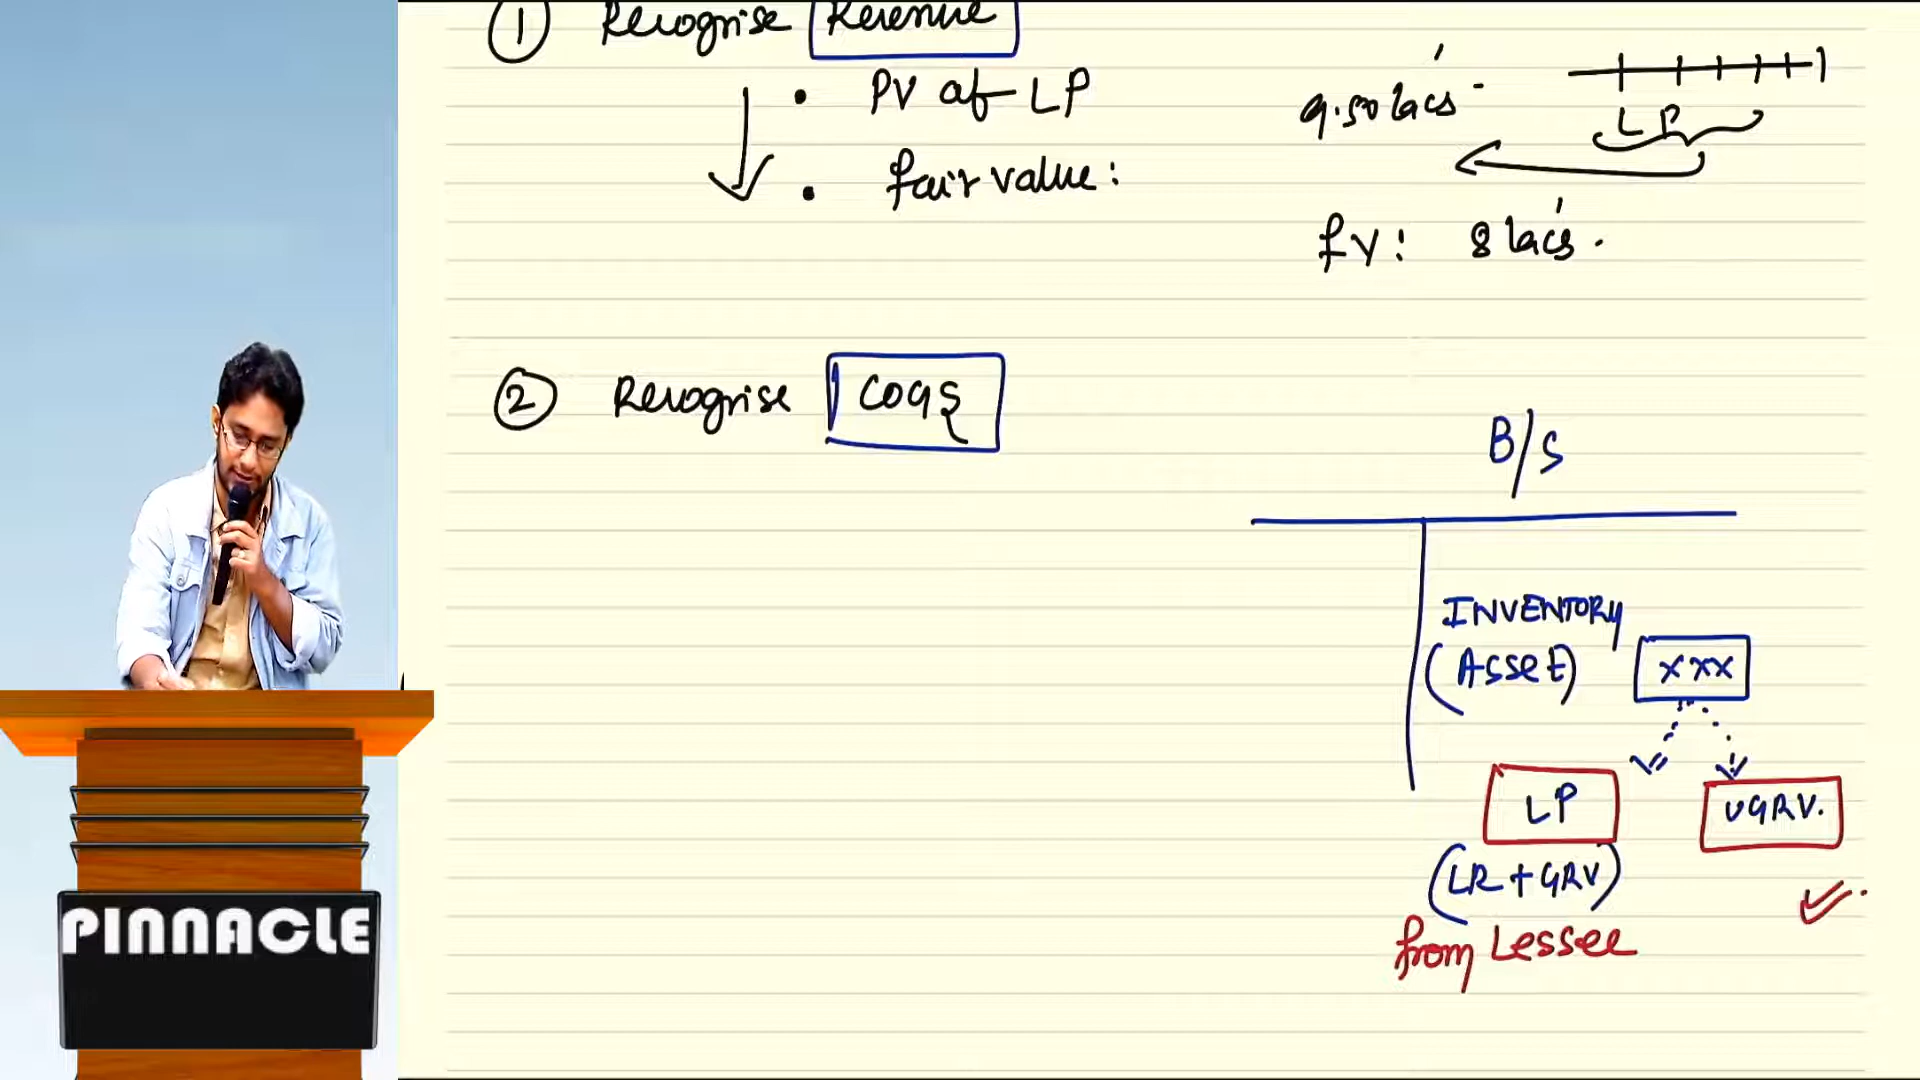 ① Recognise Revenue
• PV of LP
• fair value:
9.50 lacs
LP
FV: 8 lacs.
② Recognise COGS
B/S
INVENTORY
(Asset) xxx
LP UGRV.
(LR + GRV)
from Lessee
PINNACLE